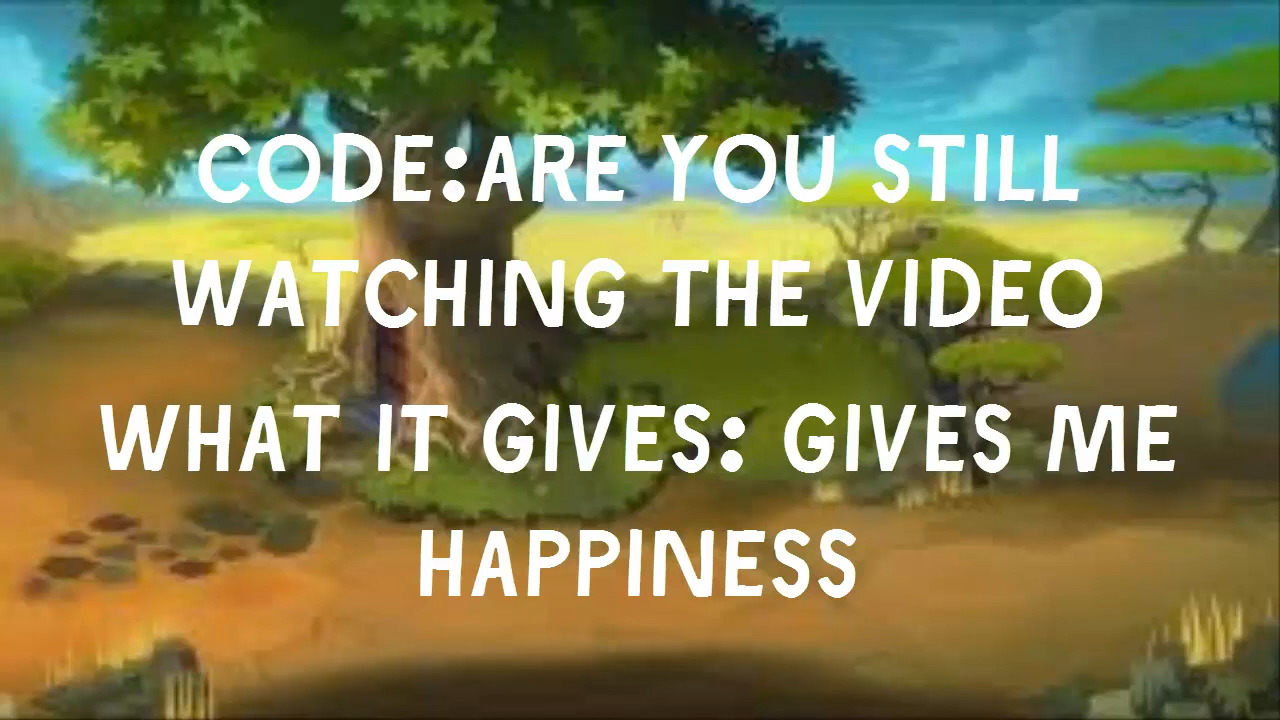 CODE:ARE YOU STILL
WATCHING THE VIDEO
WHAT IT GIVES: GIVES ME
HAPPINESS